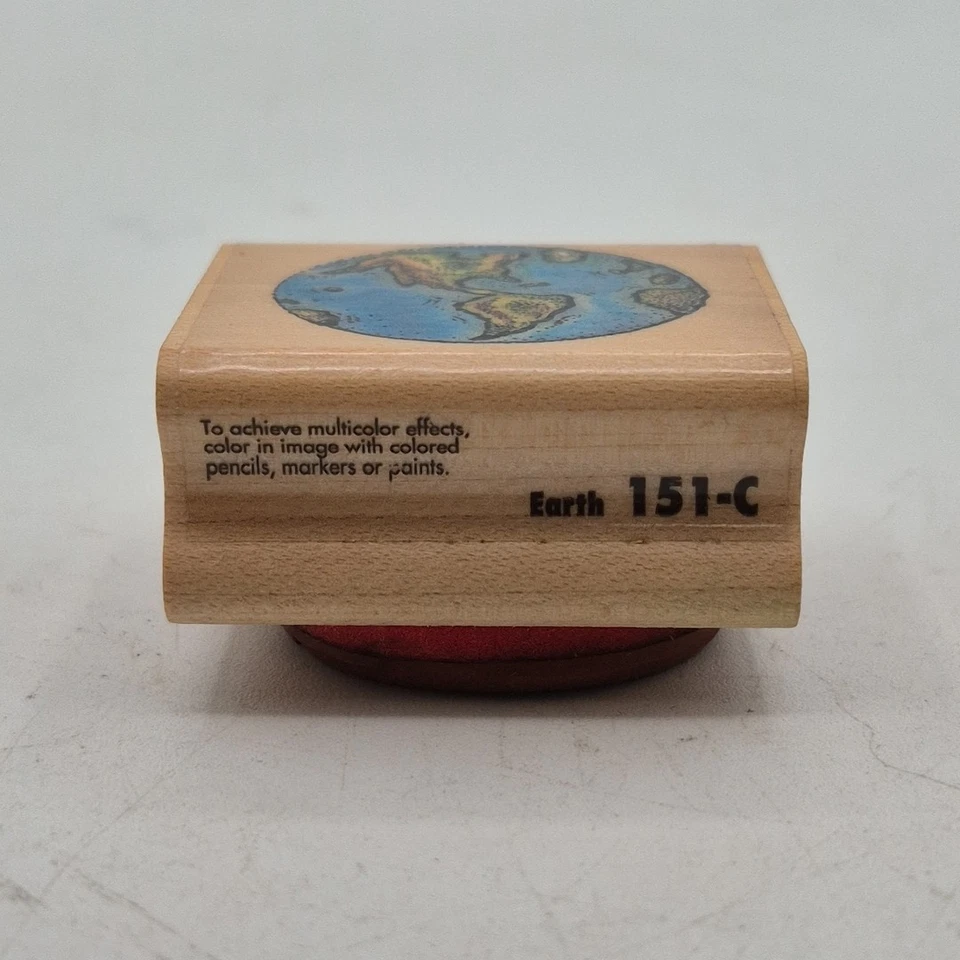 To achieve multicolor effects,
color in image with colored
pencils, markers or paints.
Earth 151-C